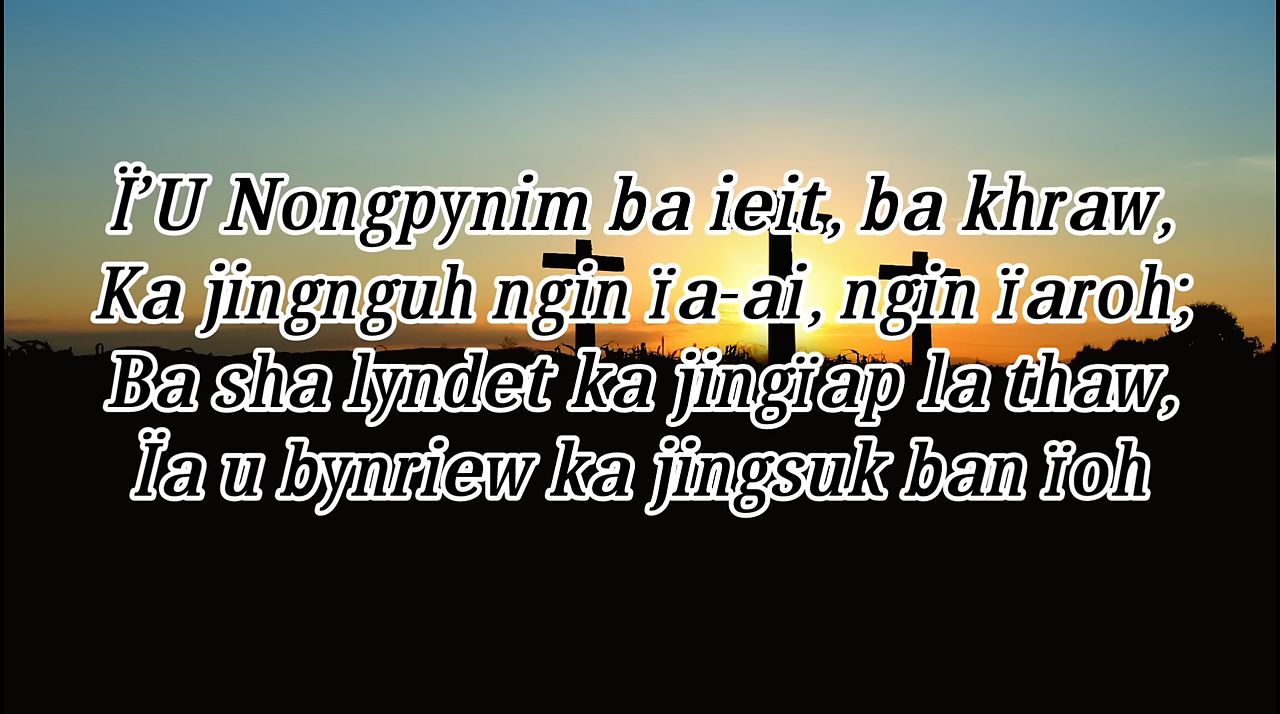 Ï’U Nongpynim ba ieit, ba khraw,
Ka jingnguh ngin ïa-ai, ngin ïaroh;
Ba sha lyndet ka jingïap la thaw,
Ïa u bynriew ka jingsuk ban ïoh